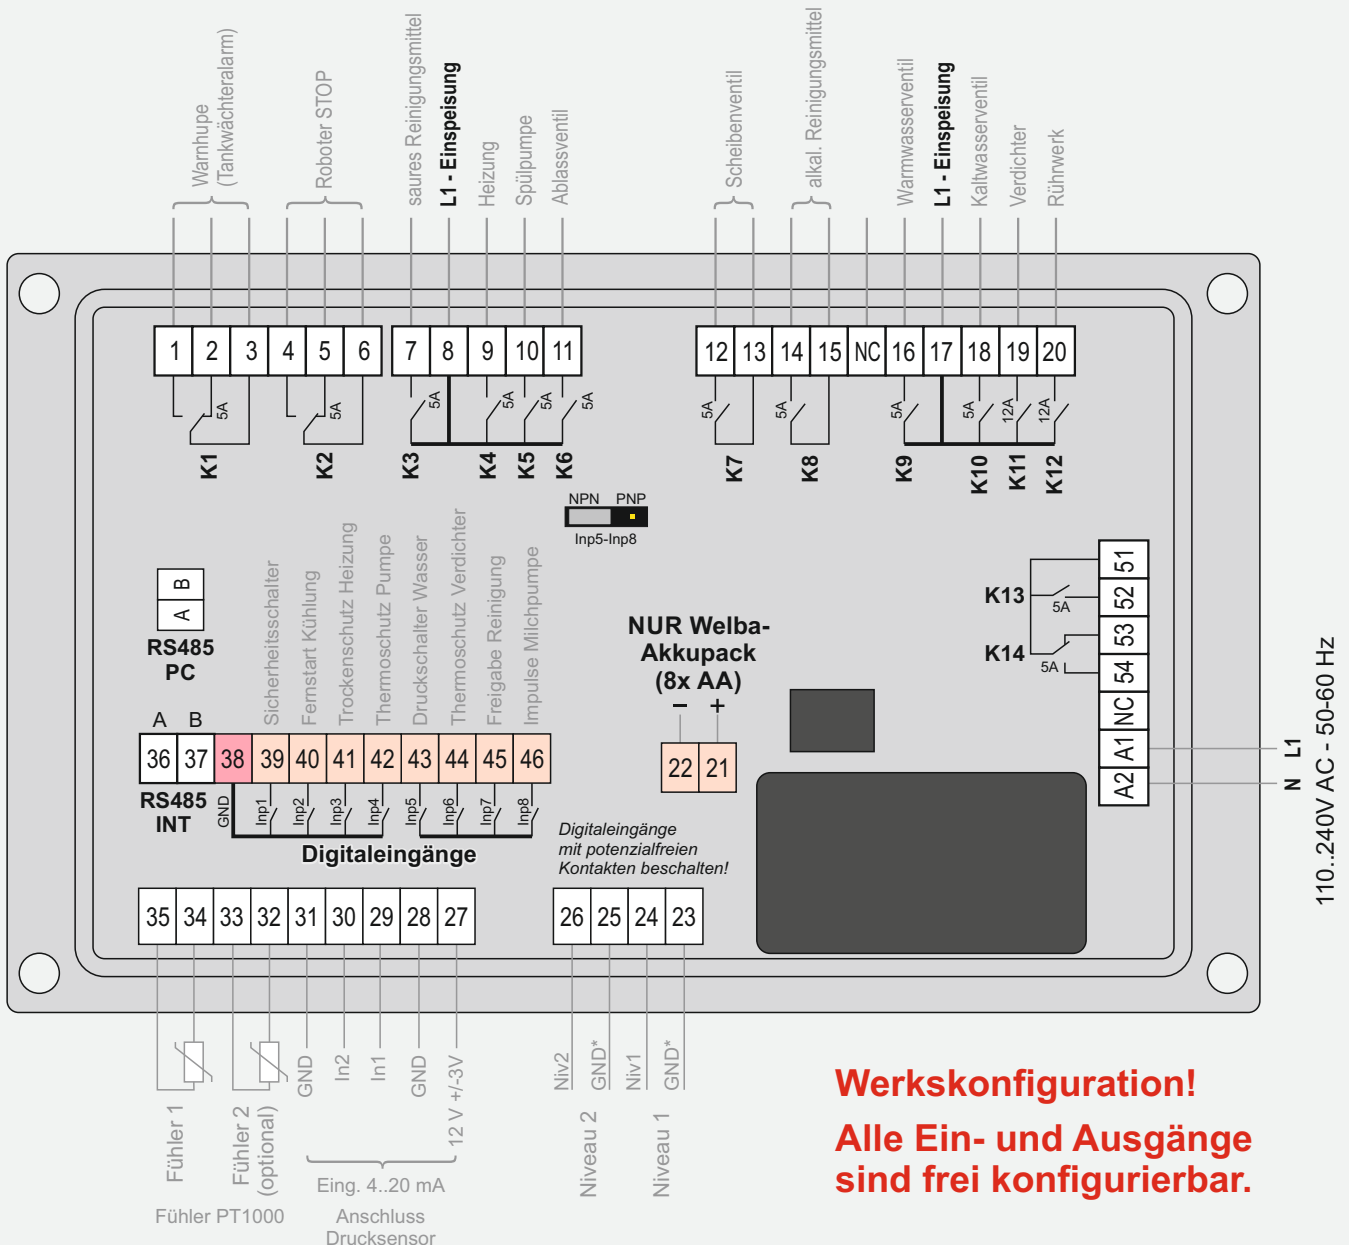 Warnhupe
(Tankwächteralarm)
Roboter STOP
saures Reinigungsmittel
L1 - Einspeisung
Heizung
Spülpumpe
Ablassventil
Scheibenventil
alkal. Reinigungsmittel
Warmwasserventil
L1 - Einspeisung
Kaltwasserventil
Verdichter
Rührwerk
1 2 3 4 5 6 7 8 9 10 11
12 13 14 15 NC 16 17 18 19 20
5A 5A 5A 5A 5A 5A 5A 5A 5A 5A 12A 12A
K1 K2 K3 K4 K5 K6 K7 K8 K9 K10 K11 K12
NPN PNP
Inp5-Inp8
B
A
RS485
PC
Sicherheitsschalter
Fernstart Kühlung
Trockenschutz Heizung
Thermoschutz Pumpe
Druckschalter Wasser
Thermoschutz Verdichter
Freigabe Reinigung
Impulse Milchpumpe
NUR Welba-
Akkupack
(8x AA)
– +
22 21
K13
5A
K14
5A
51
52
53
54
NC
A1
A2
L1
N
110..240V AC - 50-60 Hz
A B
36 37 38 39 40 41 42 43 44 45 46
RS485
INT
GND Inp1 Inp2 Inp3 Inp4 Inp5 Inp6 Inp7 Inp8
Digitaleingänge
Digitaleingänge
mit potenzialfreien
Kontakten beschalten!
35 34 33 32 31 30 29 28 27
26 25 24 23
Fühler 1
Fühler 2
(optional)
GND
In2
In1
GND
12 V +/-3V
Niv2
GND*
Niv1
GND*
Niveau 2
Niveau 1
Eing. 4..20 mA
Fühler PT1000
Anschluss
Drucksensor
Werkskonfiguration!
Alle Ein- und Ausgänge
sind frei konfigurierbar.